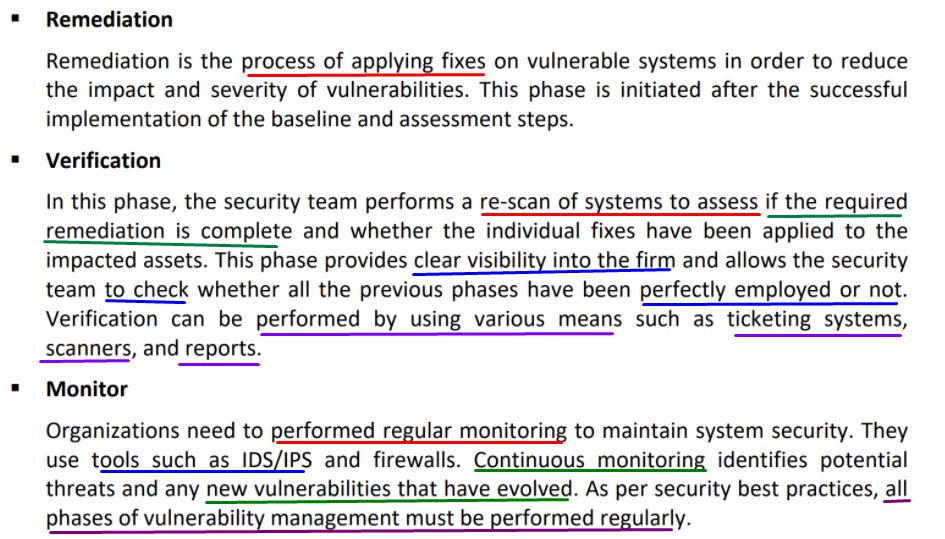 ▪ Remediation
Remediation is the process of applying fixes on vulnerable systems in order to reduce
the impact and severity of vulnerabilities. This phase is initiated after the successful
implementation of the baseline and assessment steps.
▪ Verification
In this phase, the security team performs a re-scan of systems to assess if the required
remediation is complete and whether the individual fixes have been applied to the
impacted assets. This phase provides clear visibility into the firm and allows the security
team to check whether all the previous phases have been perfectly employed or not.
Verification can be performed by using various means such as ticketing systems,
scanners, and reports.
▪ Monitor
Organizations need to performed regular monitoring to maintain system security. They
use tools such as IDS/IPS and firewalls. Continuous monitoring identifies potential
threats and any new vulnerabilities that have evolved. As per security best practices, all
phases of vulnerability management must be performed regularly.